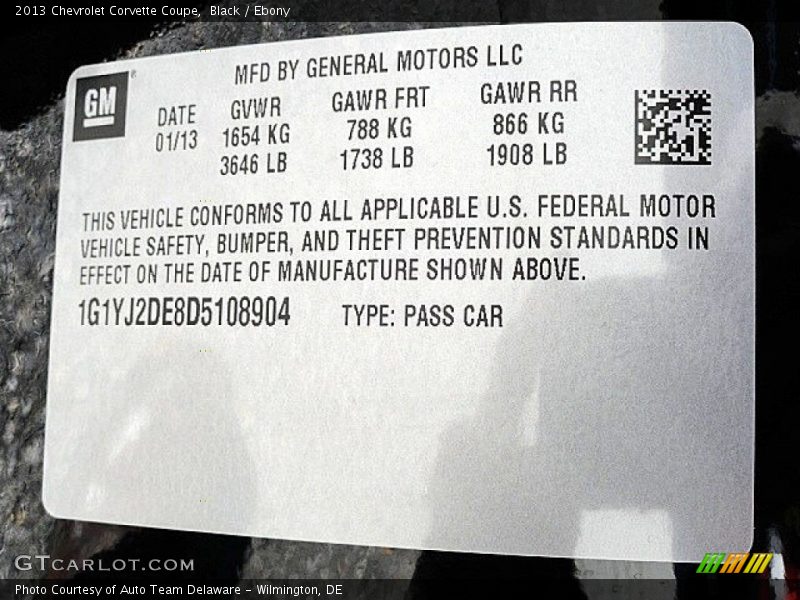 2013 Chevrolet Corvette Coupe, Black / Ebony
MFD BY GENERAL MOTORS LLC
GM
DATE GVWR GAWR FRT GAWR RR
01/13 1654 KG 788 KG 866 KG
3646 LB 1738 LB 1908 LB
THIS VEHICLE CONFORMS TO ALL APPLICABLE U.S. FEDERAL MOTOR
VEHICLE SAFETY, BUMPER, AND THEFT PREVENTION STANDARDS IN
EFFECT ON THE DATE OF MANUFACTURE SHOWN ABOVE.
1G1YJ2DE8D5108904 TYPE: PASS CAR
GTCARLOT.COM
Photo Courtesy of Auto Team Delaware - Wilmington, DE